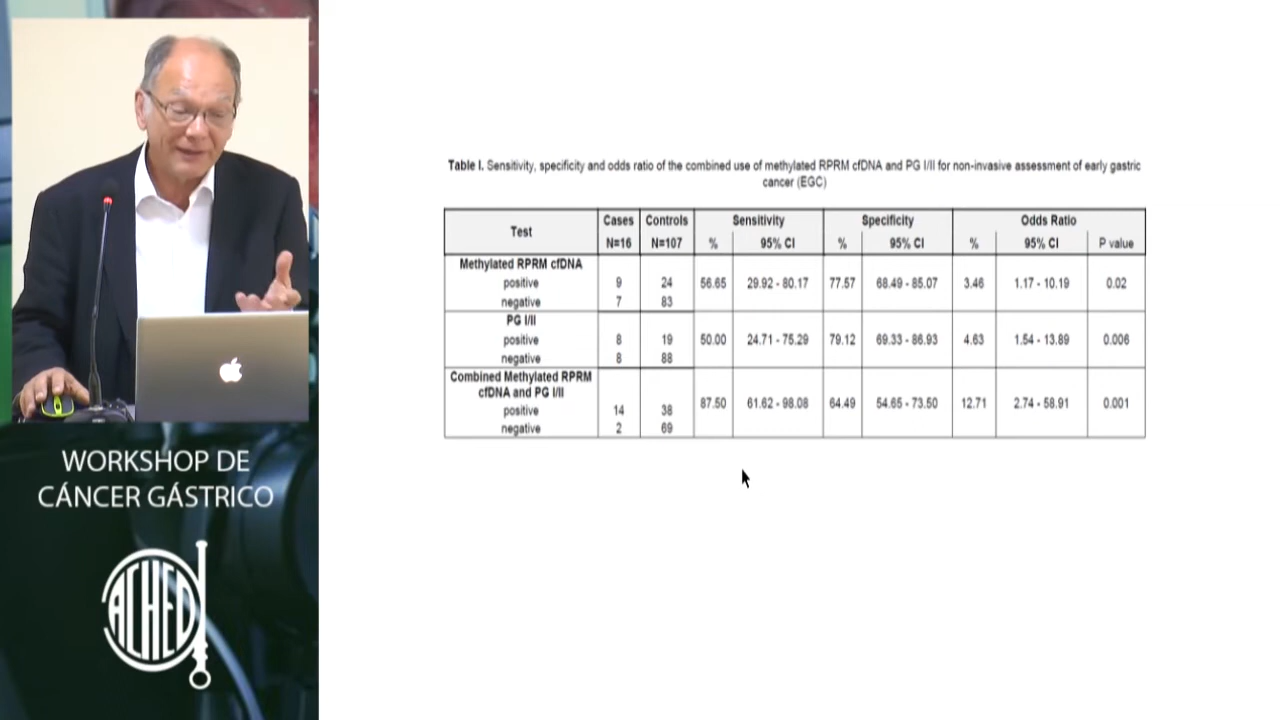 WORKSHOP DE
CÁNCER GÁSTRICO
ACHED
Table I. Sensitivity, specificity and odds ratio of the combined use of methylated RPRM cfDNA and PG I/II for non-invasive assessment of early gastric
cancer (EGC)
Test Cases Controls Sensitivity Specificity Odds Ratio
N=16 N=107 % 95% CI % 95% CI % 95% CI P value
Methylated RPRM cfDNA
positive 9 24 56.65 29.92 - 80.17 77.57 68.49 - 85.07 3.46 1.17 - 10.19 0.02
negative 7 83
PG I/II
positive 8 19 50.00 24.71 - 75.29 79.12 69.33 - 86.93 4.63 1.54 - 13.89 0.006
negative 8 88
Combined Methylated RPRM
cfDNA and PG I/II
87.50 61.62 - 98.08 64.49 54.65 - 73.50 12.71 2.74 - 58.91 0.001
positive 14 38
negative 2 69